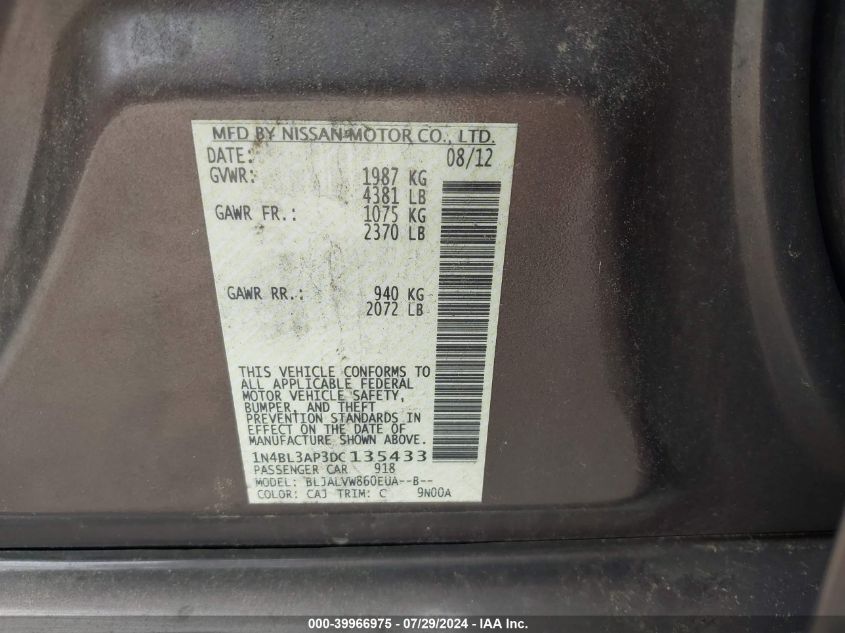 MFD BY NISSAN MOTOR CO., LTD.
DATE: 08/12
GVWR: 1987 KG
4381 LB
GAWR FR.: 1075 KG
2370 LB
GAWR RR.: 940 KG
2072 LB
THIS VEHICLE CONFORMS TO
ALL APPLICABLE FEDERAL
MOTOR VEHICLE SAFETY,
BUMPER, AND THEFT
PREVENTION STANDARDS IN
EFFECT ON THE DATE OF
MANUFACTURE SHOWN ABOVE.
1N4BL3AP3DC135433
PASSENGER CAR 918
MODEL: BLJALVW860EUA--B--
COLOR: CAJ TRIM: C 9N00A
000-39966975 / 07/29/2024 - IAA Inc.